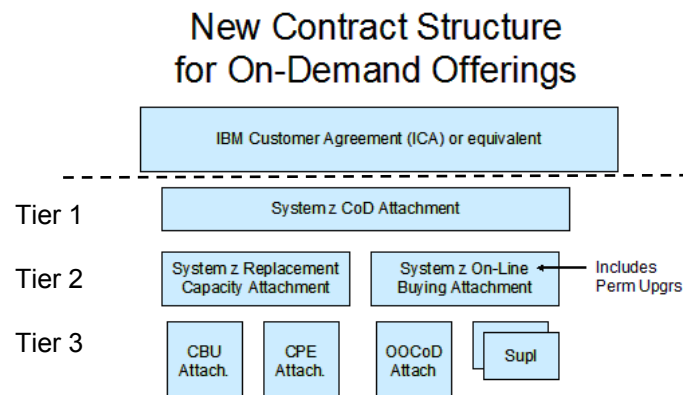 New Contract Structure
for On-Demand Offerings
IBM Customer Agreement (ICA) or equivalent
Tier 1
System z CoD Attachment
Tier 2
System z Replacement
Capacity Attachment
System z On-Line
Buying Attachment
Includes
Perm Upgrs
Tier 3
CBU
Attach.
CPE
Attach.
OOCoD
Attach
Supl